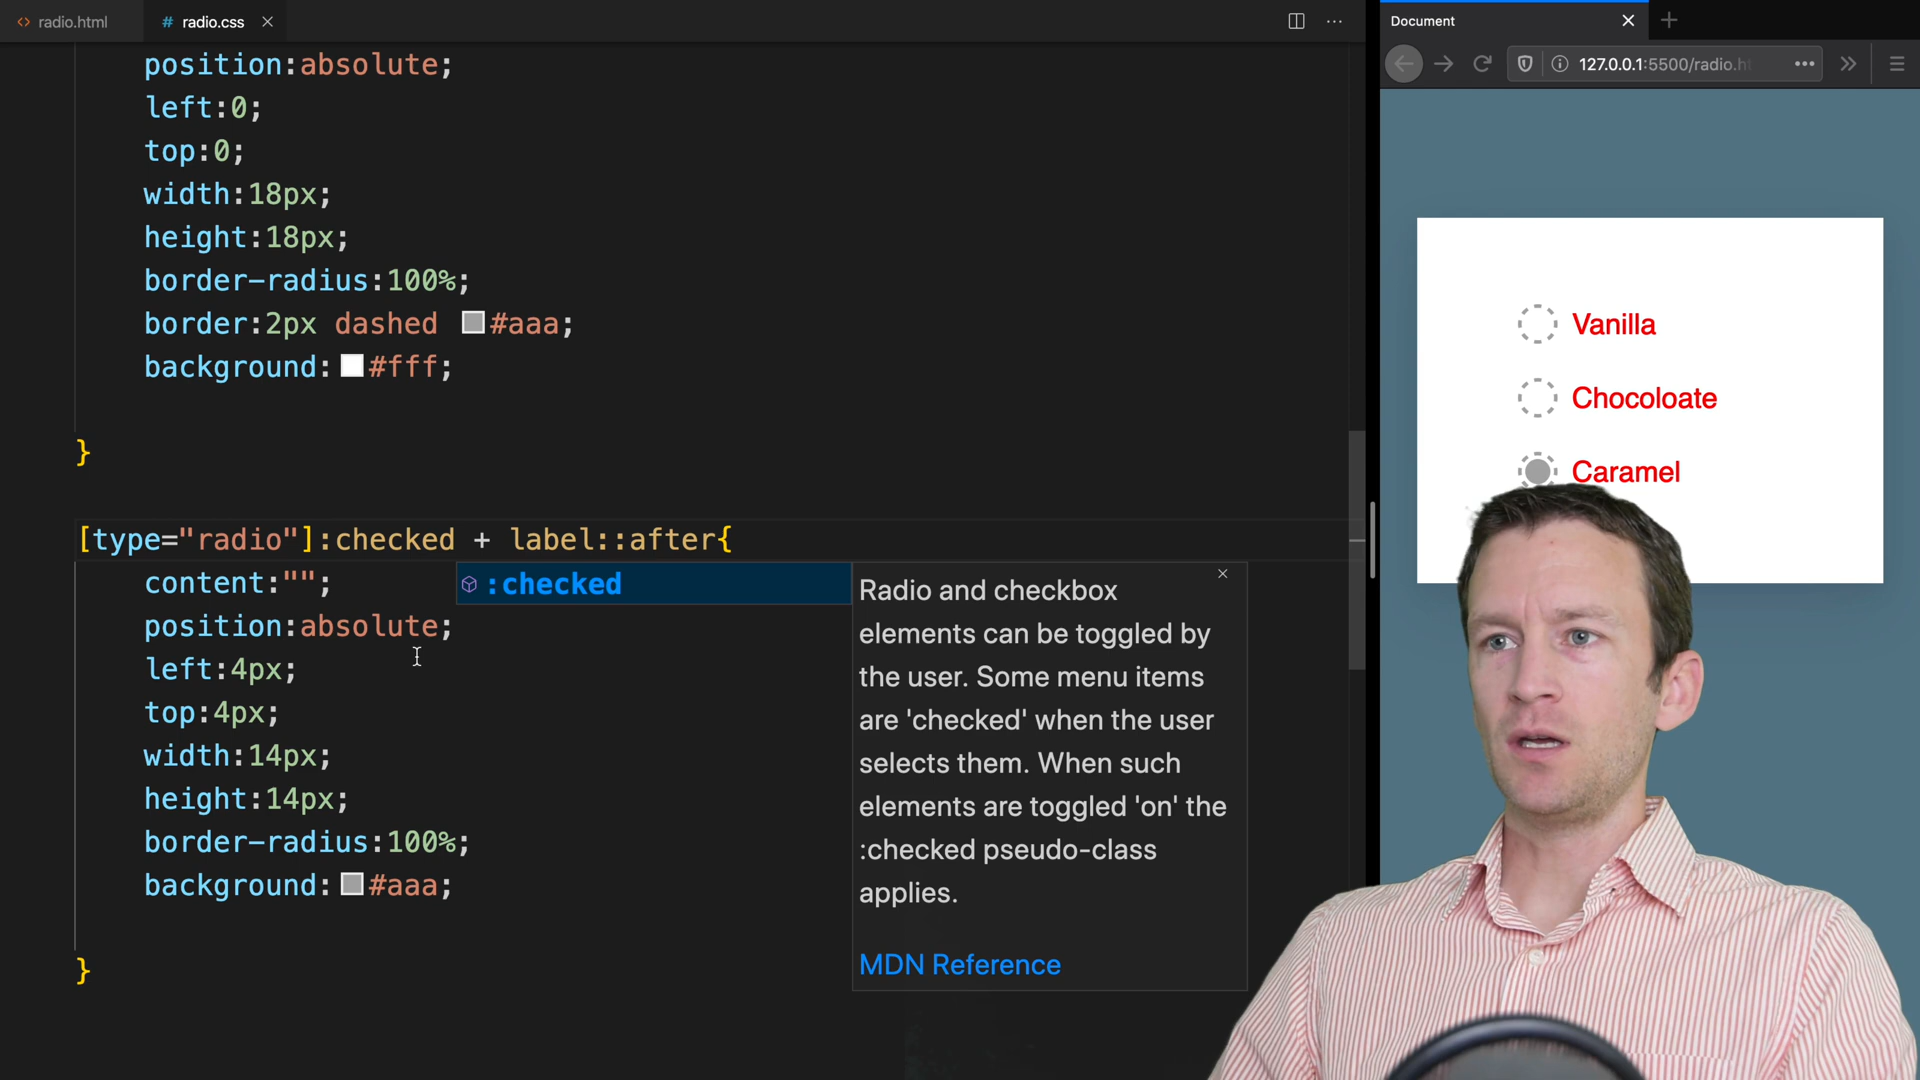 radio.html
# radio.css
position:absolute;
left:0;
top:0;
width:18px;
height:18px;
border-radius:100%;
border:2px dashed #aaa;
background: #fff;
}
[type="radio"]:checked + label::after{
content:"";
position:absolute;
left:4px;
top:4px;
width:14px;
height:14px;
border-radius:100%;
background: #aaa;
}
:checked
Radio and checkbox
elements can be toggled by
the user. Some menu items
are 'checked' when the user
selects them. When such
elements are toggled 'on' the
:checked pseudo-class
applies.
MDN Reference
Document
127.0.0.1:5500/radio.h
Vanilla
Chocoloate
Caramel